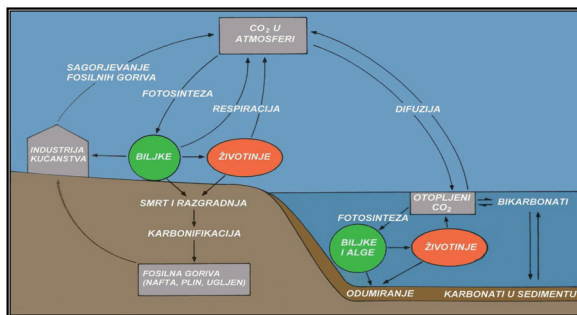 CO₂ U
ATMOSFERI
SAGORJEVANJE
FOSILNIH GORIVA
FOTOSINTEZA
RESPIRACIJA
DIFUZIJA
INDUSTRIJA
KUĆANSTVA
BILJKE
ŽIVOTINJE
SMRT I RAZGRADNJA
KARBONIFIKACIJA
FOSILNA GORIVA
(NAFTA, PLIN, UGLJEN)
OTOPLJENI
CO₂
BIKARBONATI
FOTOSINTEZA
BILJKE
I ALGE
ŽIVOTINJE
ODUMIRANJE
KARBONATI U SEDIMENTU